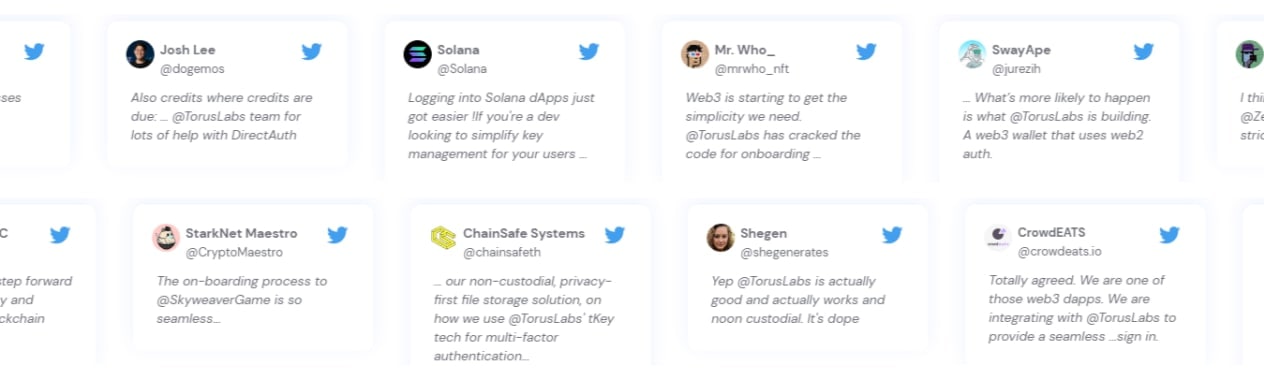 Josh Lee
@dogemos
Also credits where credits are
due: ... @TorusLabs team for
lots of help with DirectAuth
Solana
@Solana
Logging into Solana dApps just
got easier !If you're a dev
looking to simplify key
management for your users ...
Mr. Who_
@mrwho_nft
Web3 is starting to get the
simplicity we need.
@TorusLabs has cracked the
code for onboarding ...
SwayApe
@jurezih
... What's more likely to happen
is what @TorusLabs is building.
A web3 wallet that uses web2
auth.
I thi
@Ze
stric
C
step forward
y and
ckchain
StarkNet Maestro
@CryptoMaestro
The on-boarding process to
@SkyweaverGame is so
seamless...
ChainSafe Systems
@chainsafeth
... our non-custodial, privacy-
first file storage solution, on
how we use @TorusLabs' tKey
tech for multi-factor
authentication...
Shegen
@shegenerates
Yep @TorusLabs is actually
good and actually works and
noon custodial. It's dope
CrowdEATS
@crowdeats.io
Totally agreed. We are one of
those web3 dapps. We are
integrating with @TorusLabs to
provide a seamless ...sign in.